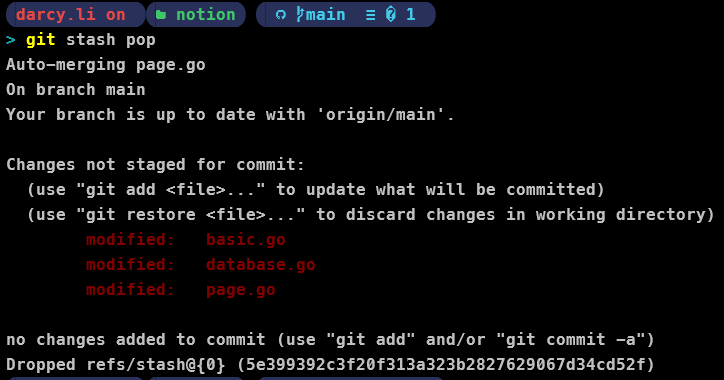 darcy.li on notion main ≡ � 1
> git stash pop
Auto-merging page.go
On branch main
Your branch is up to date with 'origin/main'.
Changes not staged for commit:
(use "git add <file>..." to update what will be committed)
(use "git restore <file>..." to discard changes in working directory)
modified: basic.go
modified: database.go
modified: page.go
no changes added to commit (use "git add" and/or "git commit -a")
Dropped refs/stash@{0} (5e399392c3f20f313a323b2827629067d34cd52f)